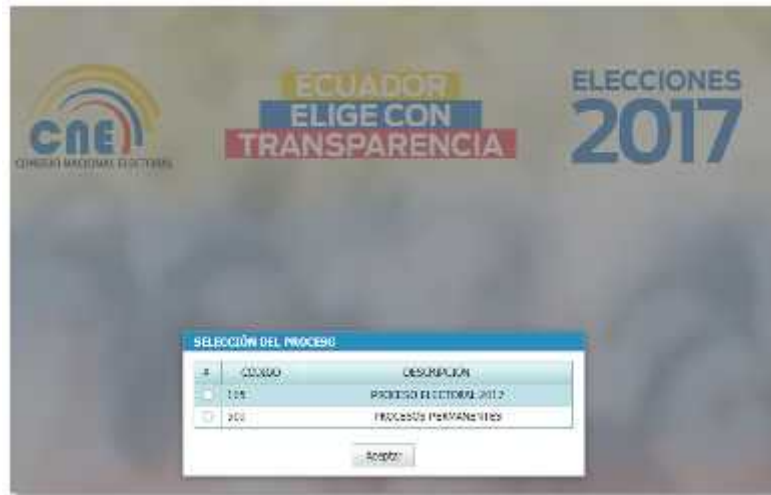 CNE
CONSEJO NACIONAL ELECTORAL
ECUADOR
ELIGE CON
TRANSPARENCIA
ELECCIONES
2017
SELECCIÓN DEL PROCESO
# CODIGO DESCRIPCION
PROCESO ELECTORAL 2017
PROCESOS PERMANENTES
Aceptar